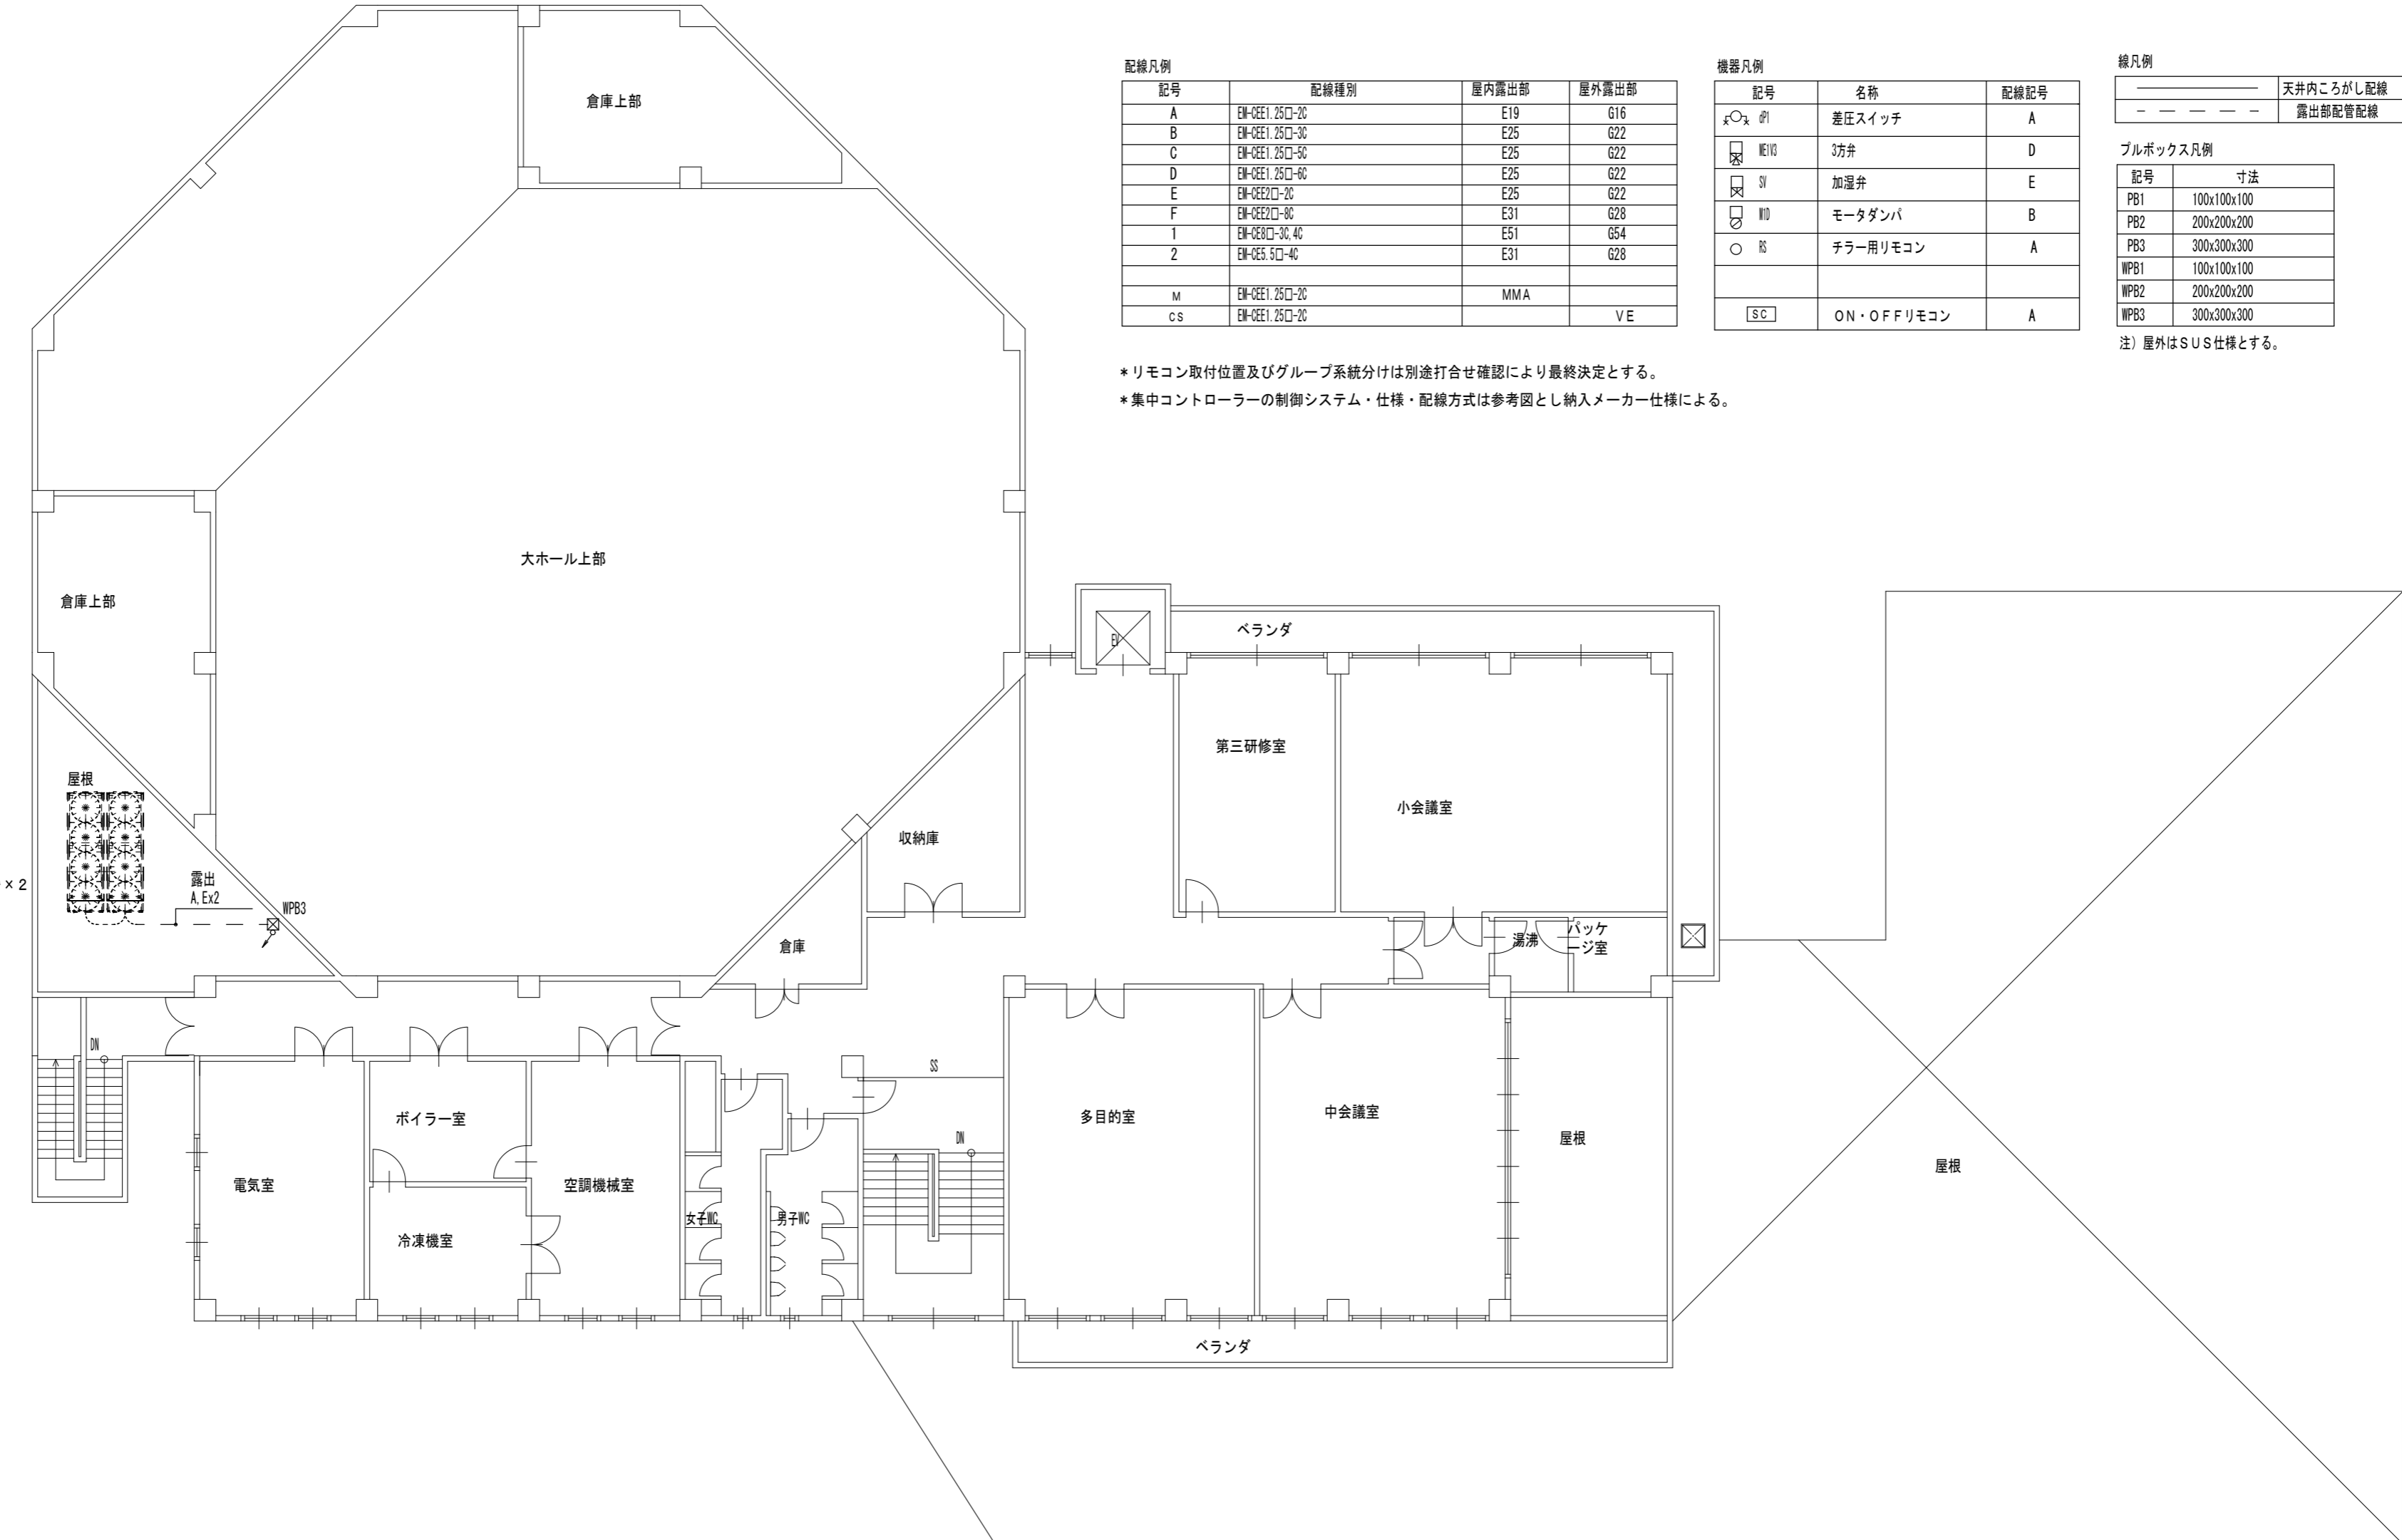 配線凡例
記号 配線種別 屋内露出部 屋外露出部
A EM-CEE1.25□-2C E19 G16
B EM-CEE1.25□-3C E25 G22
C EM-CEE1.25□-5C E25 G22
D EM-CEE1.25□-6C E25 G22
E EM-CEE2□-2C E25 G22
F EM-CEE2□-8C E31 G28
1 EM-CE8□-3C,4C E51 G54
2 EM-CE5.5□-4C E31 G28
M EM-CEE1.25□-2C MMA
CS EM-CEE1.25□-2C VE
機器凡例
記号 名称 配線記号
dP1 差圧スイッチ A
ME1V3 3方弁 D
SV 加湿弁 E
M1D モータダンパ B
RS チラー用リモコン A
SC ON・OFFリモコン A
線凡例
天井内ころがし配線
露出部配管配線
プルボックス凡例
記号 寸法
PB1 100x100x100
PB2 200x200x200
PB3 300x300x300
WPB1 100x100x100
WPB2 200x200x200
WPB3 300x300x300
注) 屋外はSUS仕様とする。
*リモコン取付位置及びグループ系統分けは別途打合せ確認により最終決定とする。
*集中コントローラーの制御システム・仕様・配線方式は参考図とし納入メーカー仕様による。
倉庫上部
大ホール上部
倉庫上部
EV
ベランダ
第三研修室
屋根
小会議室
収納庫
×2
露出
A,Ex2
WPB3
倉庫
湯沸
パッケ
ージ室
DN
SS
ボイラー室
多目的室
中会議室
DN
屋根
屋根
電気室
空調機械室
女子WC
男子WC
冷凍機室
ベランダ